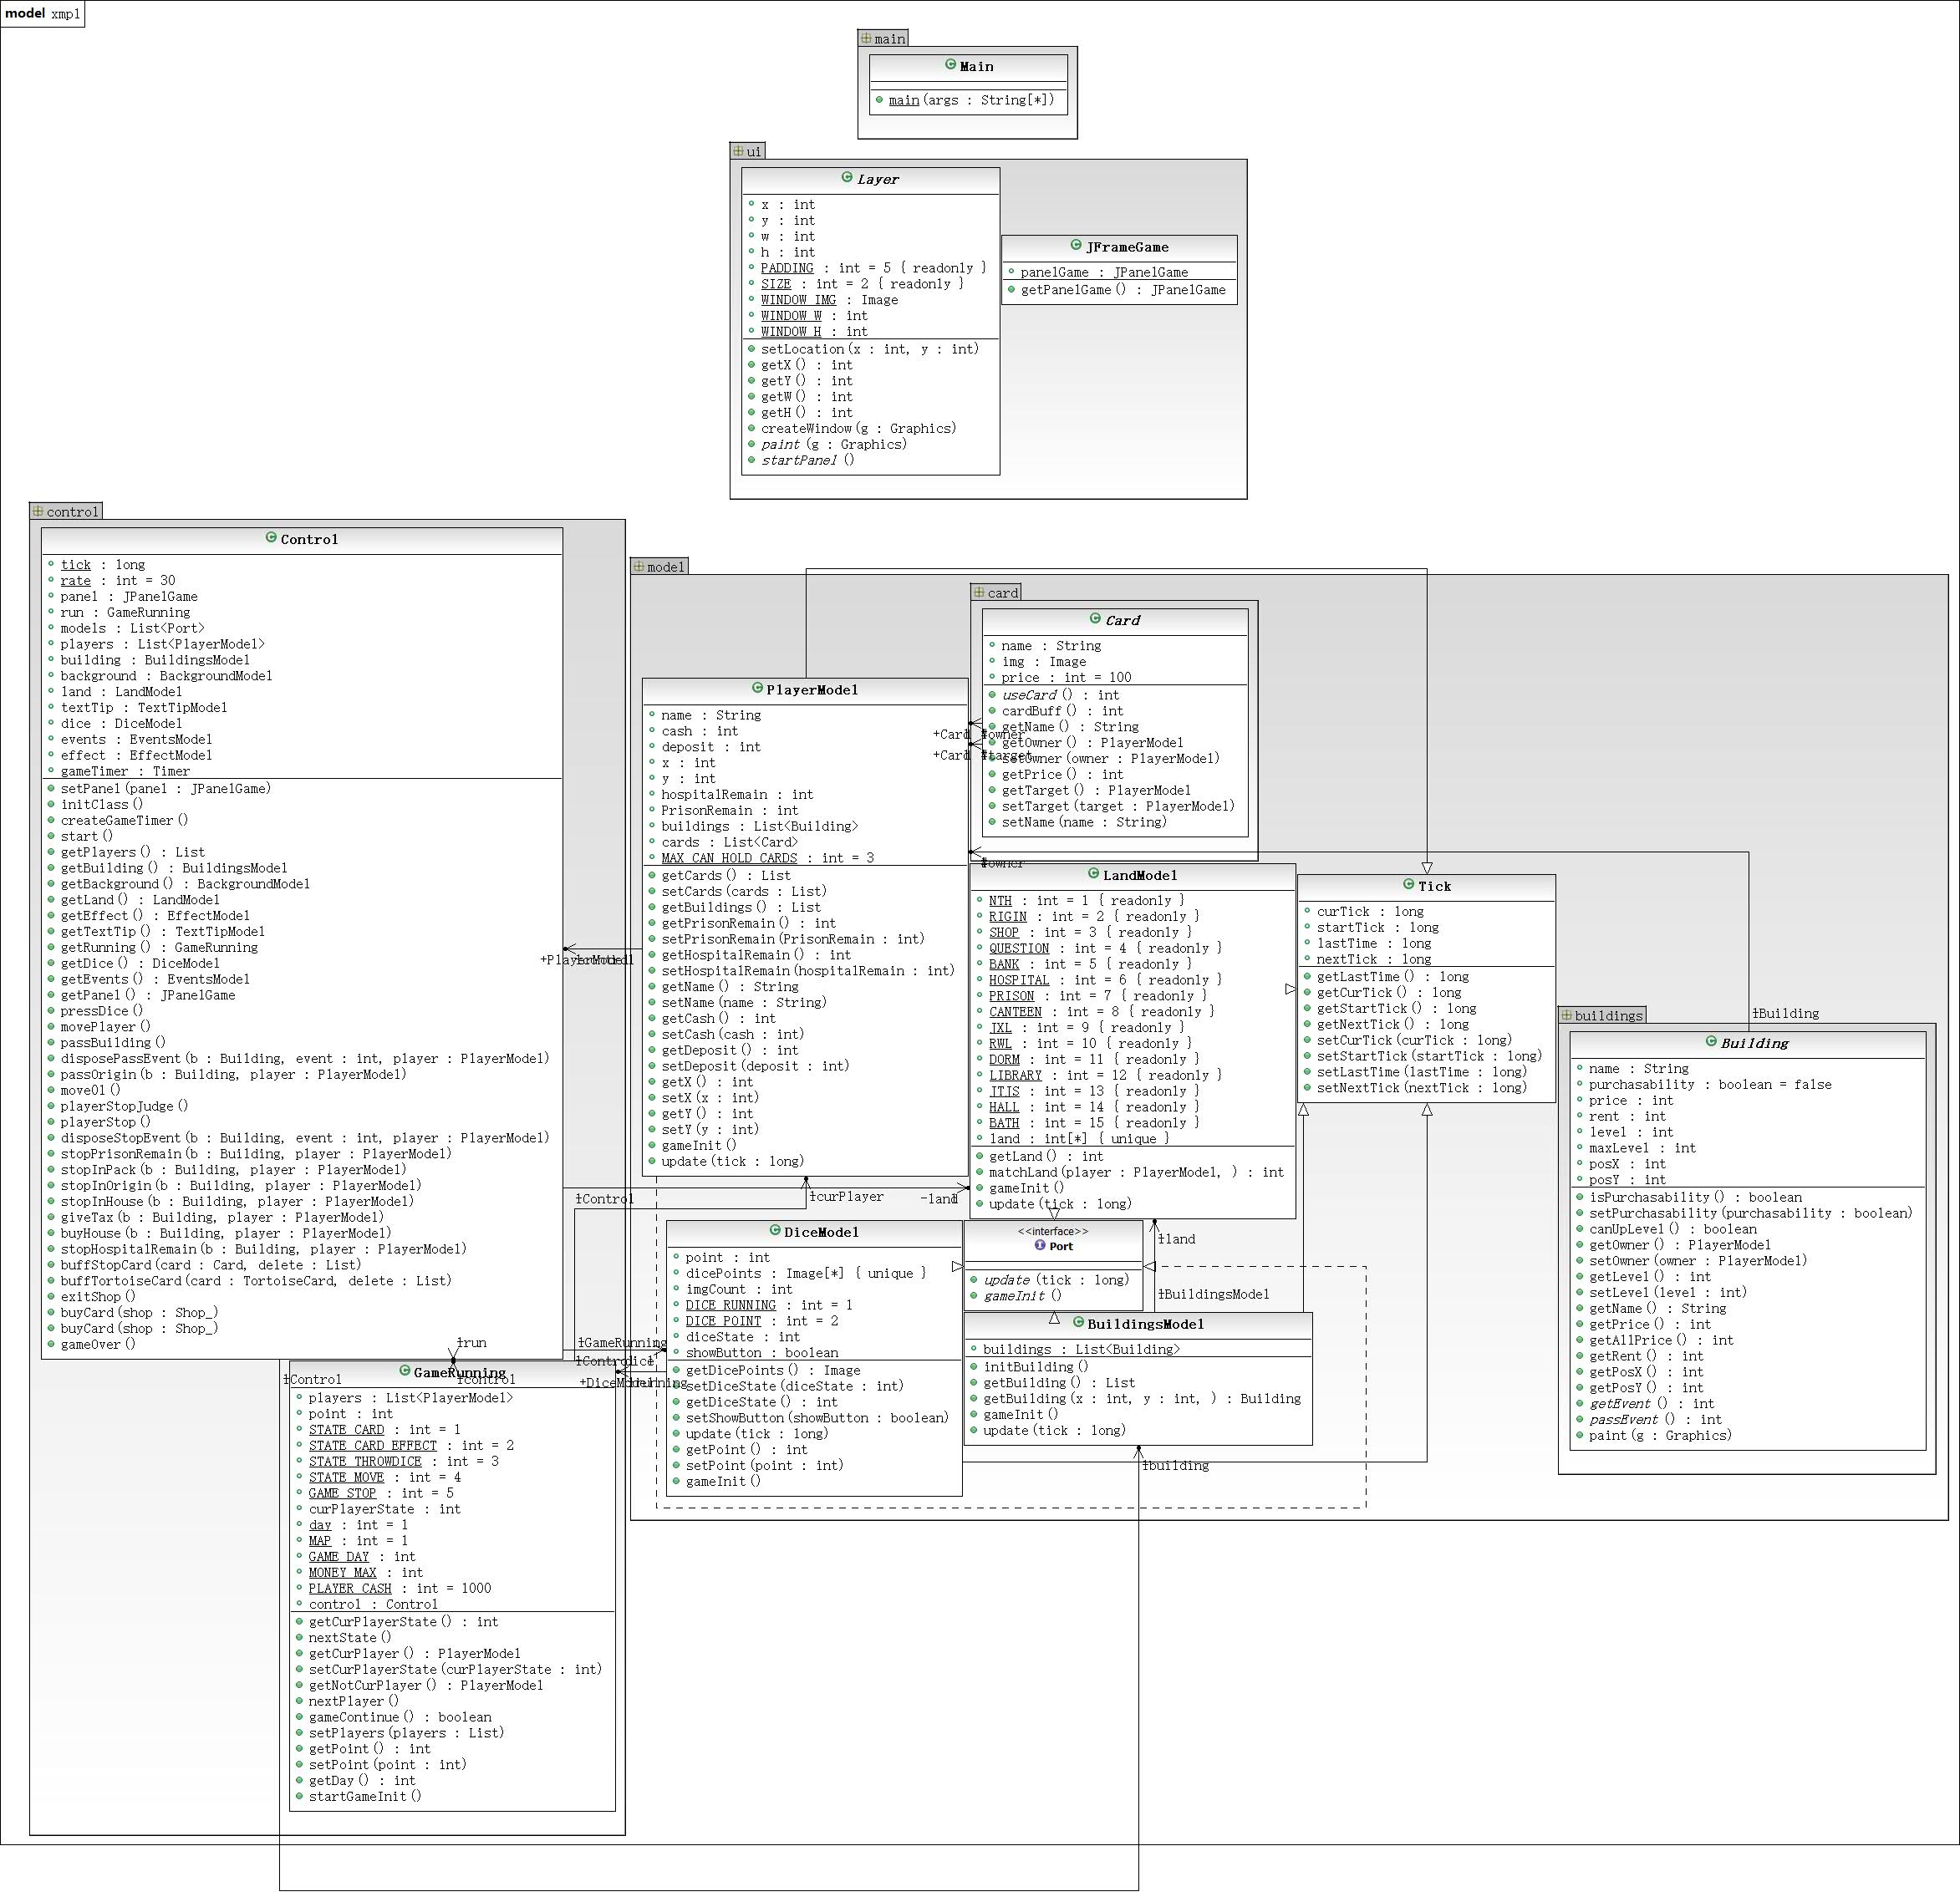 model xmp1
main
Main
main(args : String[*])
ui
Layer
x : int
y : int
w : int
h : int
PADDING : int = 5 { readonly }
SIZE : int = 2 { readonly }
WINDOW_IMG : Image
WINDOW_W : int
WINDOW_H : int
setLocation(x : int, y : int)
getX() : int
getY() : int
getW() : int
getH() : int
createWindow(g : Graphics)
paint(g : Graphics)
startPanel()
JFrameGame
panelGame : JPanelGame
getPanelGame() : JPanelGame
control
Control
tick : long
rate : int = 30
panel : JPanelGame
run : GameRunning
models : List<Port>
players : List<PlayerModel>
building : BuildingsModel
background : BackgroundModel
land : LandModel
textTip : TextTipModel
dice : DiceModel
events : EventsModel
effect : EffectModel
gameTimer : Timer
setPanel(panel : JPanelGame)
initClass()
createGameTimer()
start()
getPlayers() : List
getBuilding() : BuildingsModel
getBackground() : BackgroundModel
getLand() : LandModel
getEffect() : EffectModel
getTextTip() : TextTipModel
getRunning() : GameRunning
getDice() : DiceModel
getEvents() : EventsModel
getPanel() : JPanelGame
pressDice()
movePlayer()
passBuilding()
disposePassEvent(b : Building, event : int, player : PlayerModel)
passOrigin(b : Building, player : PlayerModel)
move01()
playerStopJudge()
playerStop()
disposeStopEvent(b : Building, event : int, player : PlayerModel)
stopPrisonRemain(b : Building, player : PlayerModel)
stopInPack(b : Building, player : PlayerModel)
stopInOrigin(b : Building, player : PlayerModel)
stopInHouse(b : Building, player : PlayerModel)
giveTax(b : Building, player : PlayerModel)
buyHouse(b : Building, player : PlayerModel)
stopHospitalRemain(b : Building, player : PlayerModel)
buffStopCard(card : Card, delete : List)
buffTortoiseCard(card : TortoiseCard, delete : List)
exitShop()
buyCard(shop : Shop_)
buyCard(shop : Shop_)
gameOver()
GameRunning
players : List<PlayerModel>
point : int
STATE_CARD : int = 1
STATE_CARD_EFFECT : int = 2
STATE_THROWDICE : int = 3
STATE_MOVE : int = 4
GAME_STOP : int = 5
curPlayerState : int
day : int = 1
MAP : int = 1
GAME_DAY : int
MONEY_MAX : int
PLAYER_CASH : int = 1000
control : Control
getCurPlayerState() : int
nextState()
getCurPlayer() : PlayerModel
setCurPlayerState(curPlayerState : int)
getNotCurPlayer() : PlayerModel
nextPlayer()
gameContinue() : boolean
setPlayers(players : List)
getPoint() : int
setPoint(point : int)
getDay() : int
startGameInit()
model
PlayerModel
name : String
cash : int
deposit : int
x : int
y : int
hospitalRemain : int
PrisonRemain : int
buildings : List<Building>
cards : List<Card>
MAX_CAN_HOLD_CARDS : int = 3
getCards() : List
setCards(cards : List)
getBuildings() : List
getPrisonRemain() : int
setPrisonRemain(PrisonRemain : int)
getHospitalRemain() : int
setHospitalRemain(hospitalRemain : int)
getName() : String
setName(name : String)
getCash() : int
setCash(cash : int)
getDeposit() : int
setDeposit(deposit : int)
getX() : int
setX(x : int)
getY() : int
setY(y : int)
gameInit()
update(tick : long)
card
Card
name : String
img : Image
price : int = 100
useCard() : int
cardBuff() : int
getName() : String
getOwner() : PlayerModel
setOwner(owner : PlayerModel)
getPrice() : int
getTarget() : PlayerModel
setTarget(target : PlayerModel)
setName(name : String)
+Card
+Card
LandModel
NTH : int = 1 { readonly }
RIGIN : int = 2 { readonly }
SHOP : int = 3 { readonly }
QUESTION : int = 4 { readonly }
BANK : int = 5 { readonly }
HOSPITAL : int = 6 { readonly }
PRISON : int = 7 { readonly }
CANTEEN : int = 8 { readonly }
JXL : int = 9 { readonly }
RWL : int = 10 { readonly }
DORM : int = 11 { readonly }
LIBRARY : int = 12 { readonly }
JTJS : int = 13 { readonly }
HALL : int = 14 { readonly }
BATH : int = 15 { readonly }
land : int[*] { unique }
getLand() : int
matchLand(player : PlayerModel, ) : int
gameInit()
update(tick : long)
Tick
curTick : long
startTick : long
lastTime : long
nextTick : long
getLastTime() : long
getCurTick() : long
getStartTick() : long
getNextTick() : long
setCurTick(curTick : long)
setStartTick(startTick : long)
setLastTime(lastTime : long)
setNextTick(nextTick : long)
buildings
Building
name : String
purchasability : boolean = false
price : int
rent : int
level : int
maxLevel : int
posX : int
posY : int
isPurchasability() : boolean
setPurchasability(purchasability : boolean)
canUpLevel() : boolean
getOwner() : PlayerModel
setOwner(owner : PlayerModel)
getLevel() : int
setLevel(level : int)
getName() : String
getPrice() : int
getAllPrice() : int
getRent() : int
getPosX() : int
getPosY() : int
getEvent() : int
passEvent() : int
paint(g : Graphics)
DiceModel
point : int
dicePoints : Image[*] { unique }
imgCount : int
DICE_RUNNING : int = 1
DICE_POINT : int = 2
diceState : int
showButton : boolean
getDicePoints() : Image
setDiceState(diceState : int)
getDiceState() : int
setShowButton(showButton : boolean)
update(tick : long)
getPoint() : int
setPoint(point : int)
gameInit()
<<interface>>
Port
update(tick : long)
gameInit()
BuildingsModel
buildings : List<Building>
initBuilding()
getBuilding() : List
getBuilding(x : int, y : int, ) : Building
gameInit()
update(tick : long)